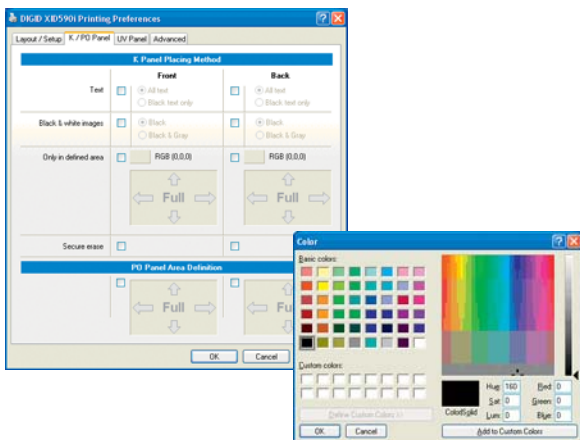 DIGID XID590i Printing Preferences
Layout / Setup K / PO Panel UV Panel Advanced
K Panel Placing Method
Front Back
Text All text All text
Black text only Black text only
Black & white images Black Black
Black & Gray Black & Gray
Only in defined area RGB (0,0,0) RGB (0,0,0)
Full Full
Secure erase
PO Panel Area Definition
Full Fu
OK Cancel
Color
Basic colors:
Custom colors:
Define Custom Colors >>
OK Cancel
Color|Solid
Hue: 160 Red: 0
Sat: 0 Green: 0
Lum: 0 Blue: 0
Add to Custom Colors